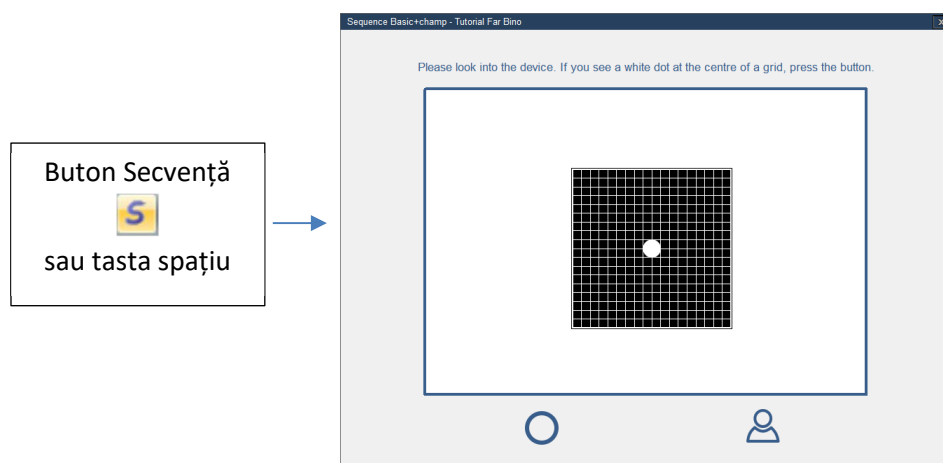 Sequence Basic+champ - Tutorial Far Bino
Please look into the device. If you see a white dot at the centre of a grid, press the button.
Buton Secvență
S
sau tasta spațiu